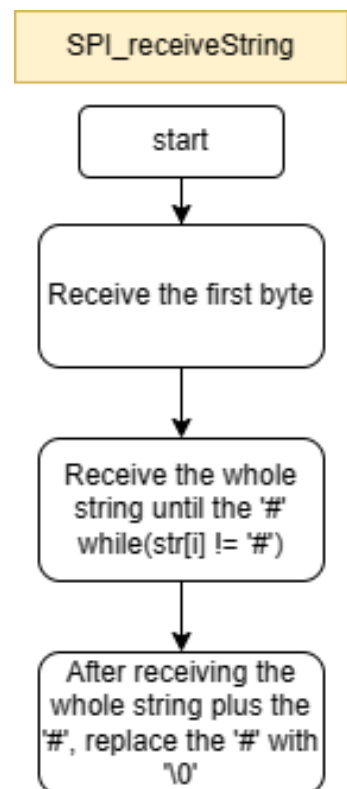 SPI_receiveString
start
Receive the first byte
Receive the whole
string until the '#'
while(str[i] != '#')
After receiving the
whole string plus the
'#', replace the '#' with
'\0'